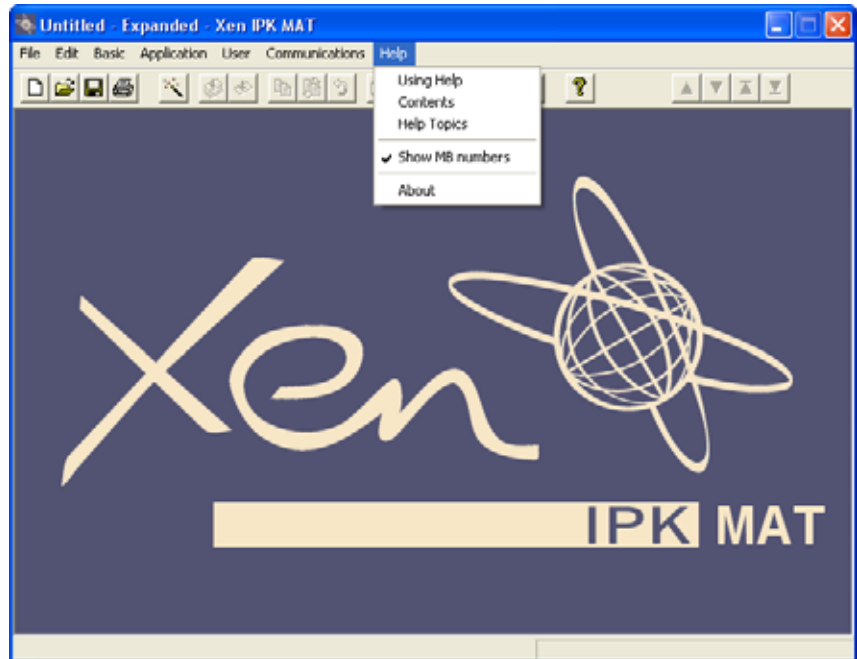 Untitled - Expanded - Xen IPK MAT
File Edit Basic Application User Communications Help
Using Help
Contents
Help Topics
Show MB numbers
About
Xen
IPK MAT